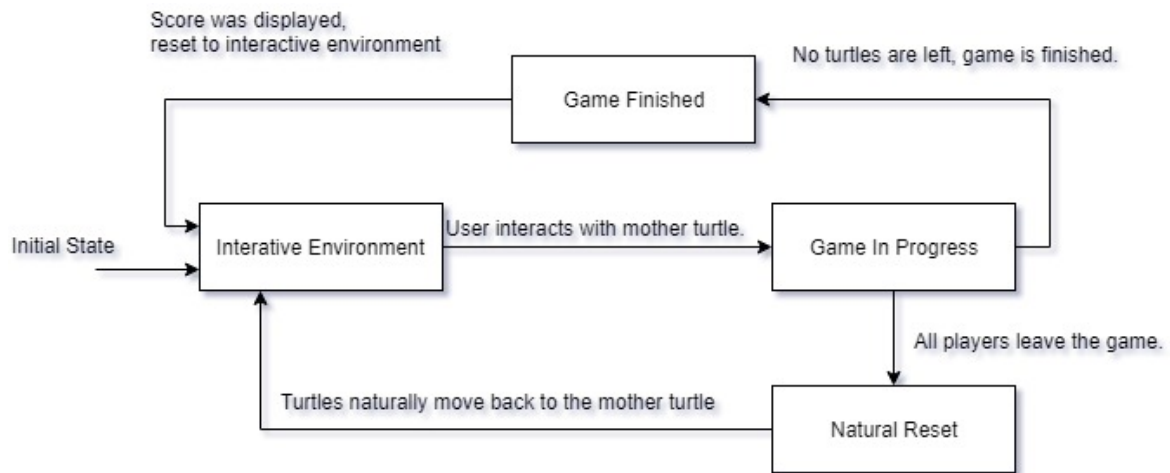 Score was displayed,
reset to interactive environment
No turtles are left, game is finished.
Game Finished
Initial State
Interative Environment
User interacts with mother turtle.
Game In Progress
All players leave the game.
Turtles naturally move back to the mother turtle
Natural Reset